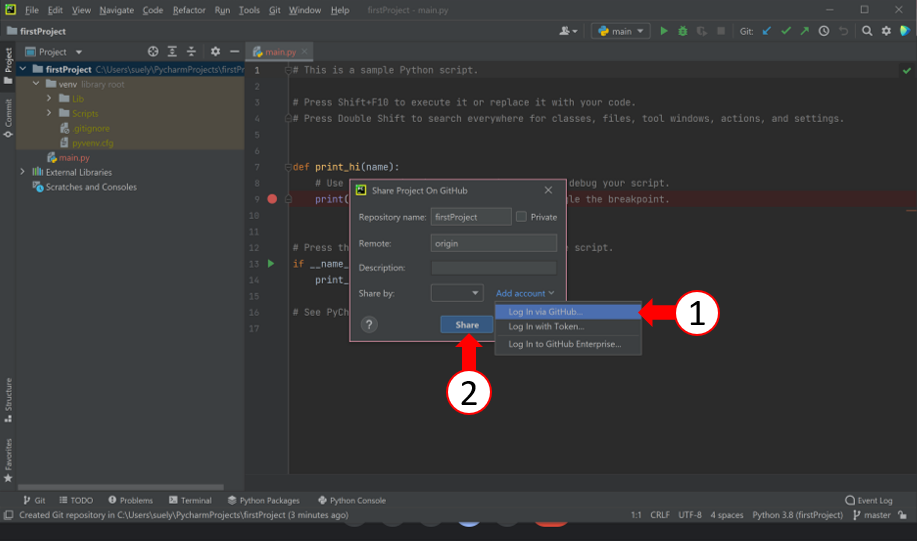 File Edit View Navigate Code Refactor Run Tools Git Window Help firstProject - main.py
firstProject
main
Git:
Project
main.py
Project
Commit
Structure
Favorites
firstProject C:\Users\suely\PycharmProjects\firstPr
venv library root
Lib
Scripts
.gitignore
pyvenv.cfg
main.py
External Libraries
Scratches and Consoles
1 # This is a sample Python script.
2
3 # Press Shift+F10 to execute it or replace it with your code.
4 # Press Double Shift to search everywhere for classes, files, tool windows, actions, and settings.
5
6
7 def print_hi(name):
8 # Use debug your script.
9 print( gle the breakpoint.
10
11
12 # Press th script.
13 if __name_
14 print_
15
16 # See PyCh
17
Share Project On GitHub
Repository name: firstProject Private
Remote: origin
Description:
Share by: Add account
Log In via GitHub...
Log In with Token...
Log In to GitHub Enterprise...
? Share
1
2
Git TODO Problems Terminal Python Packages Python Console Event Log
Created Git repository in C:\Users\suely\PycharmProjects\firstProject (3 minutes ago) 1:1 CRLF UTF-8 4 spaces Python 3.8 (firstProject) master